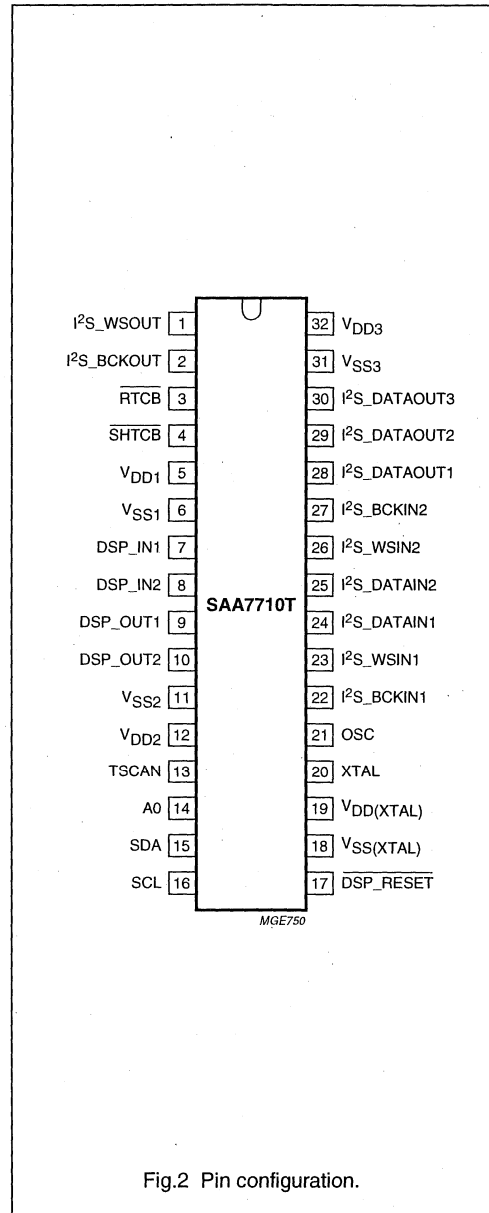 I²S_WSOUT 1
I²S_BCKOUT 2
RTCB 3
SHTCB 4
VDD1 5
VSS1 6
DSP_IN1 7
DSP_IN2 8
DSP_OUT1 9
DSP_OUT2 10
VSS2 11
VDD2 12
TSCAN 13
A0 14
SDA 15
SCL 16
SAA7710T
32 VDD3
31 VSS3
30 I²S_DATAOUT3
29 I²S_DATAOUT2
28 I²S_DATAOUT1
27 I²S_BCKIN2
26 I²S_WSIN2
25 I²S_DATAIN2
24 I²S_DATAIN1
23 I²S_WSIN1
22 I²S_BCKIN1
21 OSC
20 XTAL
19 VDD(XTAL)
18 VSS(XTAL)
17 DSP_RESET
MGE750
Fig.2 Pin configuration.